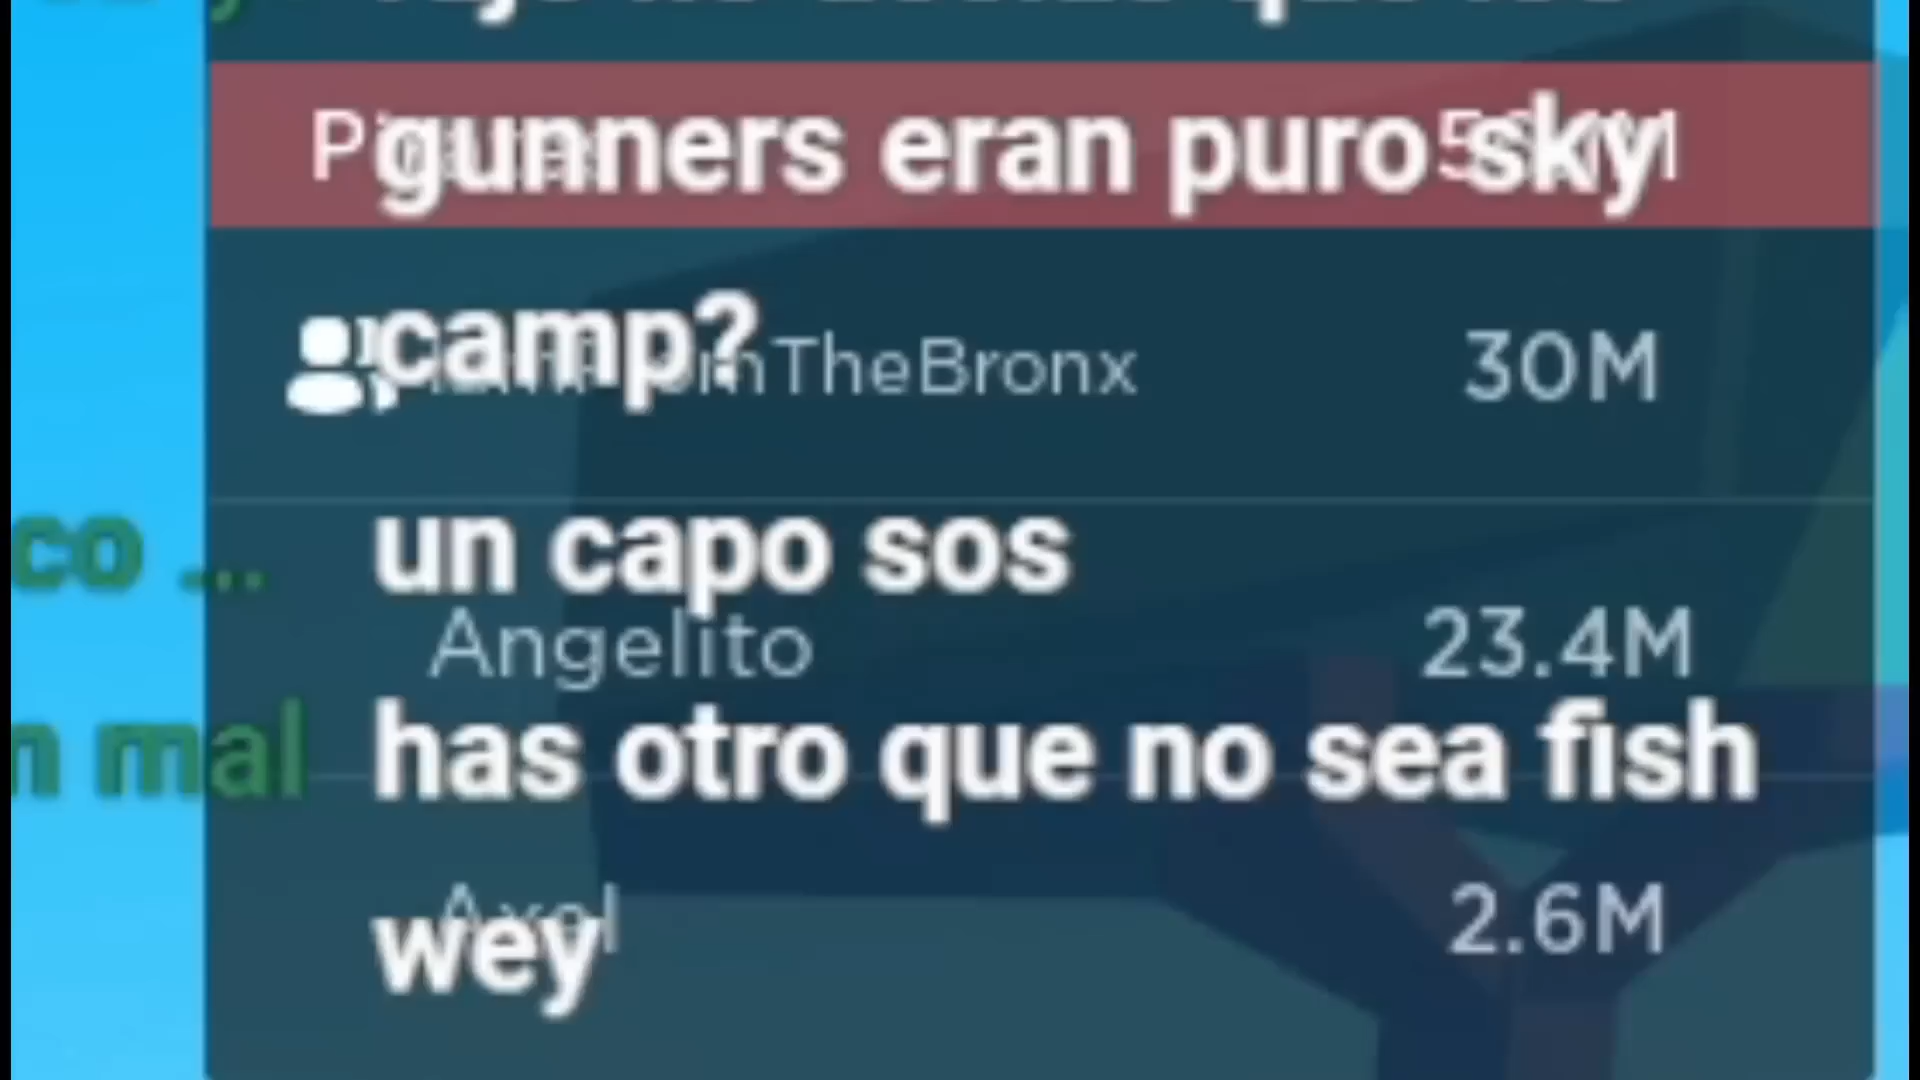 gunners eran puro sky
camp?
TheBronx 30M
co ...
un capo sos
Angelito 23.4M
mal
has otro que no sea fish
wey
2.6M